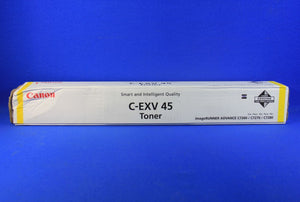 Canon
Smart and Intelligent Quality
C-EXV 45
Toner
imageRUNNER ADVANCE C7280 / C7270 / C7260